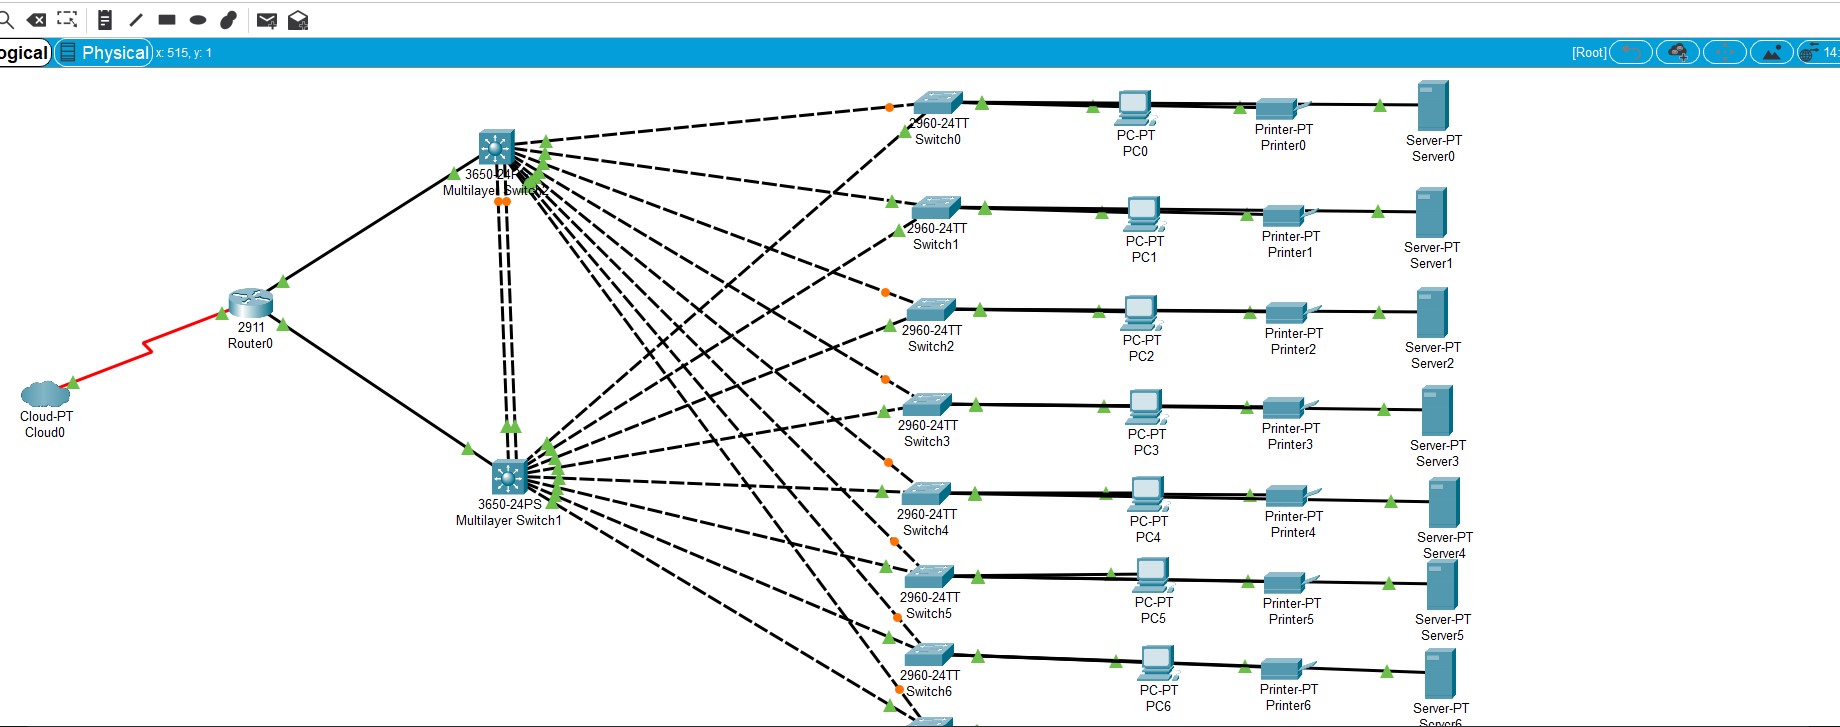 ogical
Physical
x: 515, y: 1
[Root]
14:
2960-24TT
Switch0
PC-PT
PC0
Printer-PT
Printer0
Server-PT
Server0
3650-24PS
Multilayer Switch2
2960-24TT
Switch1
PC-PT
PC1
Printer-PT
Printer1
Server-PT
Server1
2911
Router0
2960-24TT
Switch2
PC-PT
PC2
Printer-PT
Printer2
Server-PT
Server2
Cloud-PT
Cloud0
2960-24TT
Switch3
PC-PT
PC3
Printer-PT
Printer3
Server-PT
Server3
3650-24PS
Multilayer Switch1
2960-24TT
Switch4
PC-PT
PC4
Printer-PT
Printer4
Server-PT
Server4
2960-24TT
Switch5
PC-PT
PC5
Printer-PT
Printer5
Server-PT
Server5
2960-24TT
Switch6
PC-PT
PC6
Printer-PT
Printer6
Server-PT
Server6